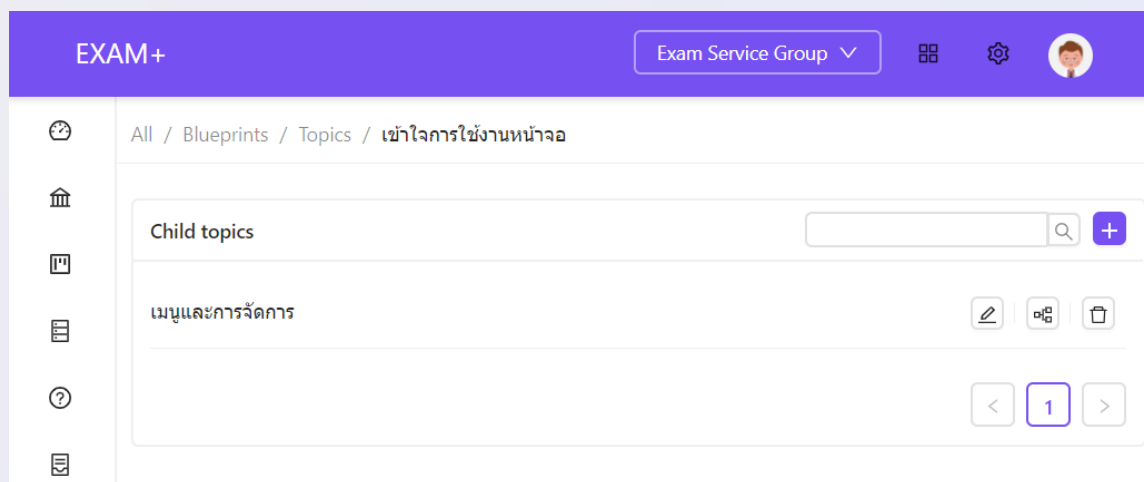 EXAM+
Exam Service Group
All / Blueprints / Topics / เข้าใจการใช้งานหน้าจอ
Child topics
เมนูและการจัดการ
< 1 >